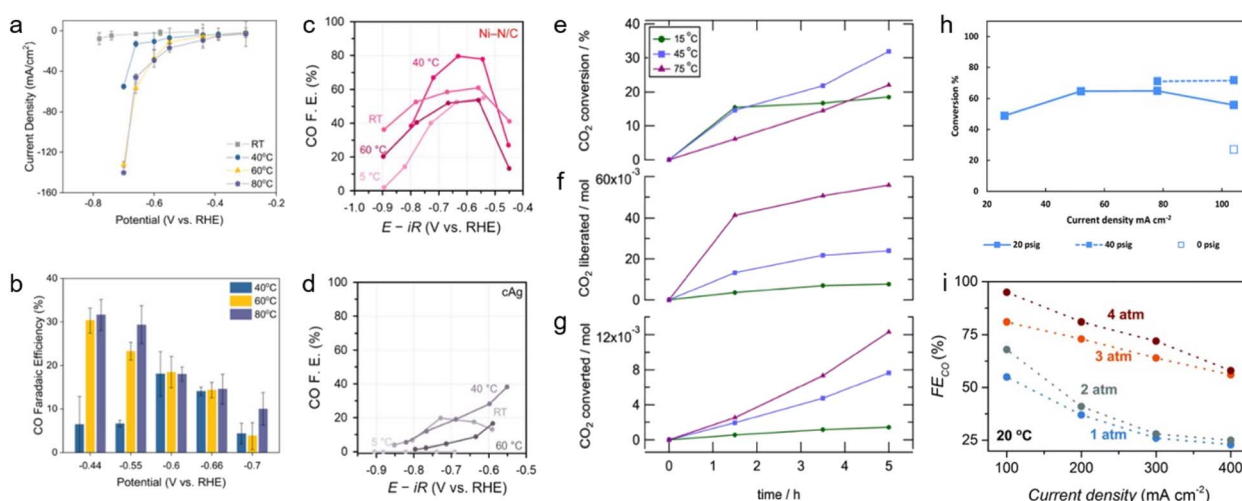 a
0
-40
-80
-120
-160
Current Density (mA/cm²)
-0.8
-0.6
-0.4
-0.2
Potential (V vs. RHE)
RT
40°C
60°C
80°C
b
40
30
20
10
0
CO Faradaic Efficiency (%)
40°C
60°C
80°C
-0.44
-0.55
-0.6
-0.66
-0.7
Potential (V vs. RHE)
c
100
80
60
40
20
0
CO F. E. (%)
Ni–N/C
40 °C
RT
60 °C
5 °C
-1.0
-0.9
-0.8
-0.7
-0.6
-0.5
-0.4
E − iR (V vs. RHE)
d
100
80
60
40
20
0
CO F. E. (%)
cAg
40 °C
RT
5 °C
60 °C
-0.9
-0.8
-0.7
-0.6
-0.5
E − iR (V vs. RHE)
e
40
30
20
10
0
CO₂ conversion / %
15 °C
45 °C
75 °C
f
60x10⁻³
40
20
0
CO₂ liberated / mol
g
12x10⁻³
8
4
0
CO₂ converted / mol
0
1
2
3
4
5
time / h
h
100
80
60
40
20
0
Conversion %
20
40
60
80
100
Current density mA cm⁻²
20 psig
40 psig
0 psig
i
100
75
50
25
FE_CO (%)
4 atm
3 atm
2 atm
1 atm
20 °C
100
200
300
400
Current density (mA cm⁻²)